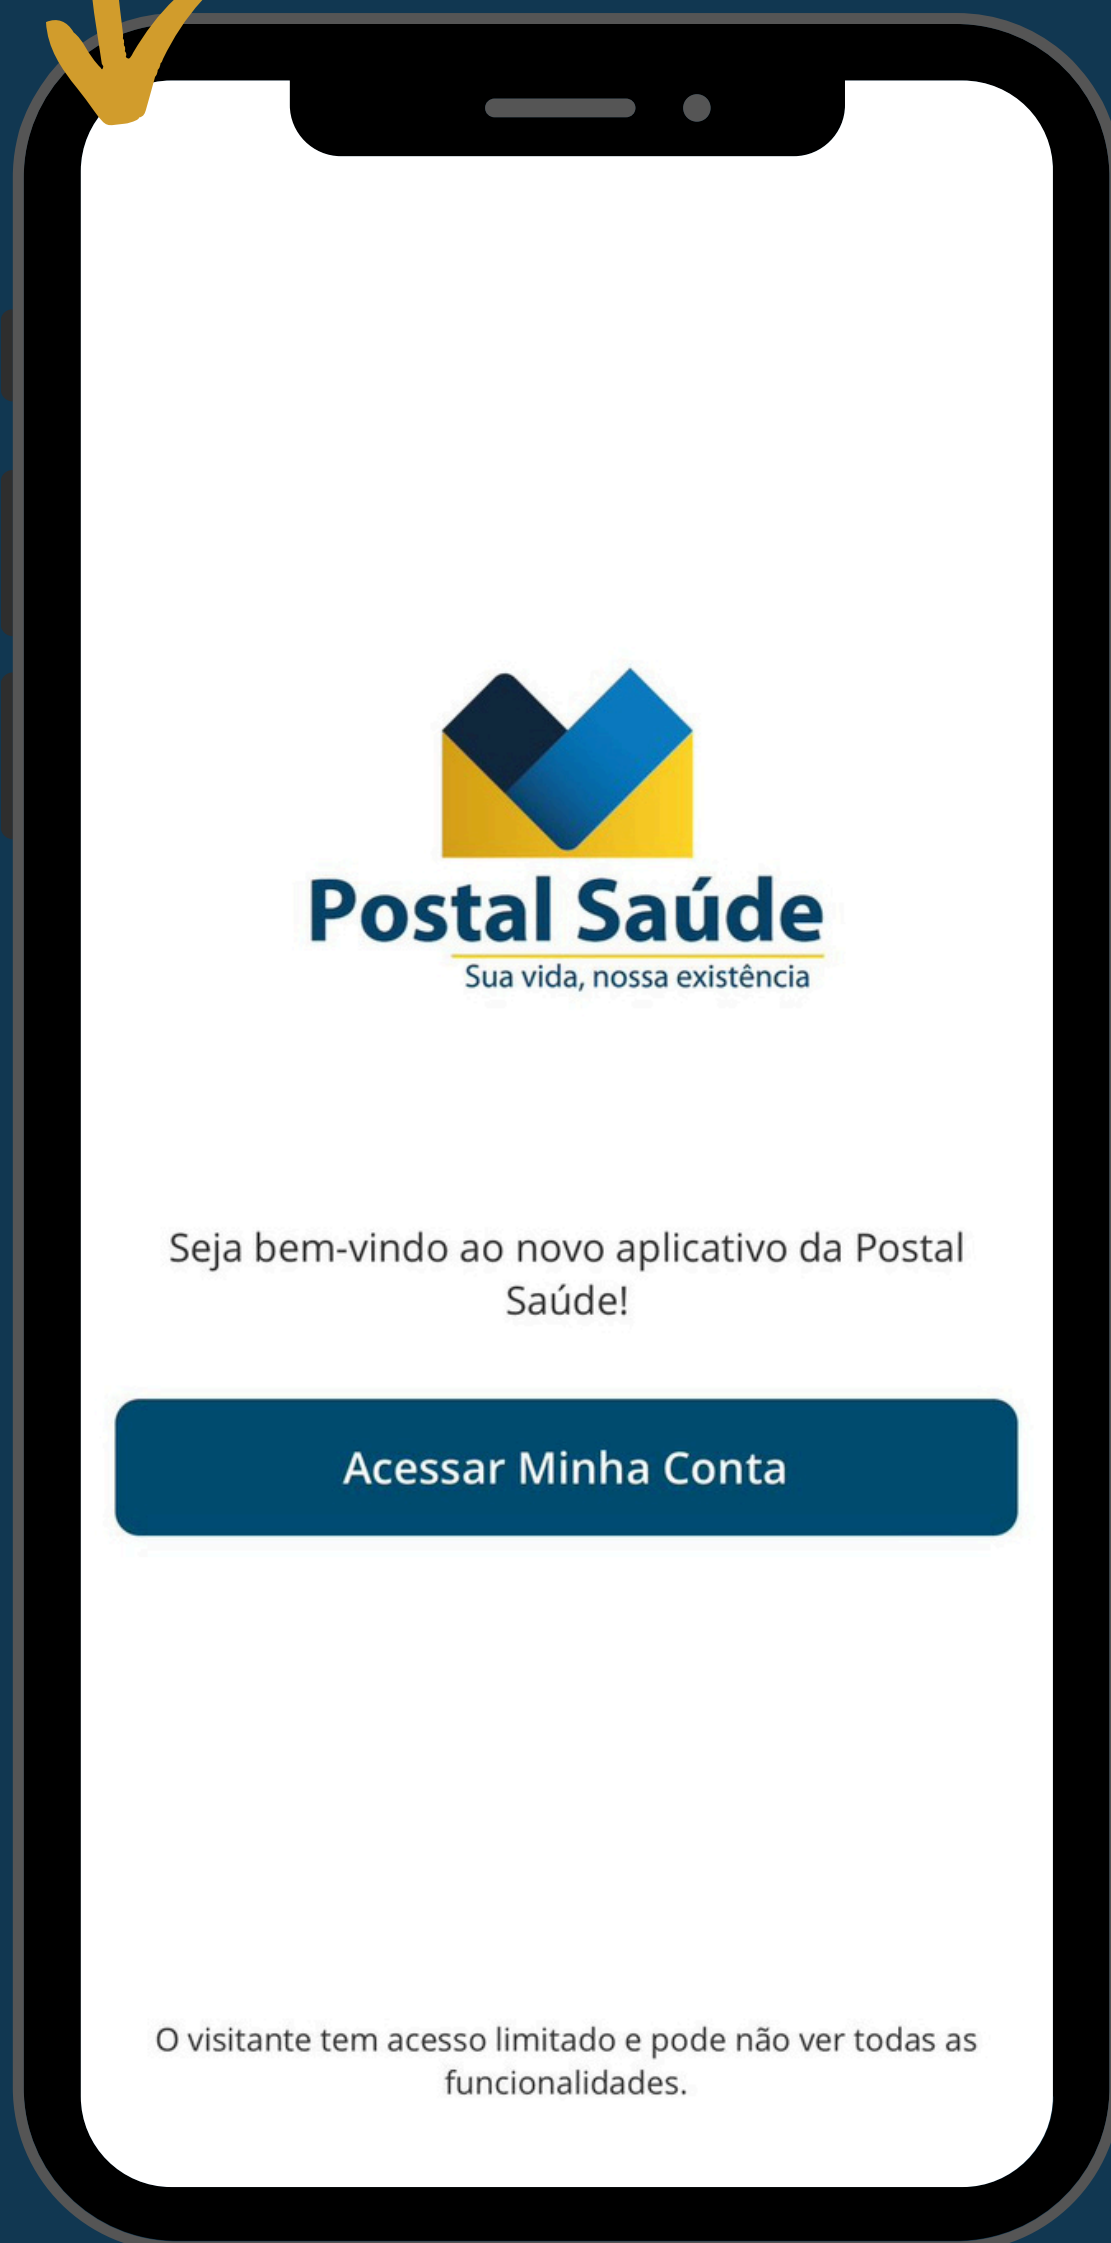 Postal Saúde
Sua vida, nossa existência
Seja bem-vindo ao novo aplicativo da Postal
Saúde!
Acessar Minha Conta
O visitante tem acesso limitado e pode não ver todas as
funcionalidades.